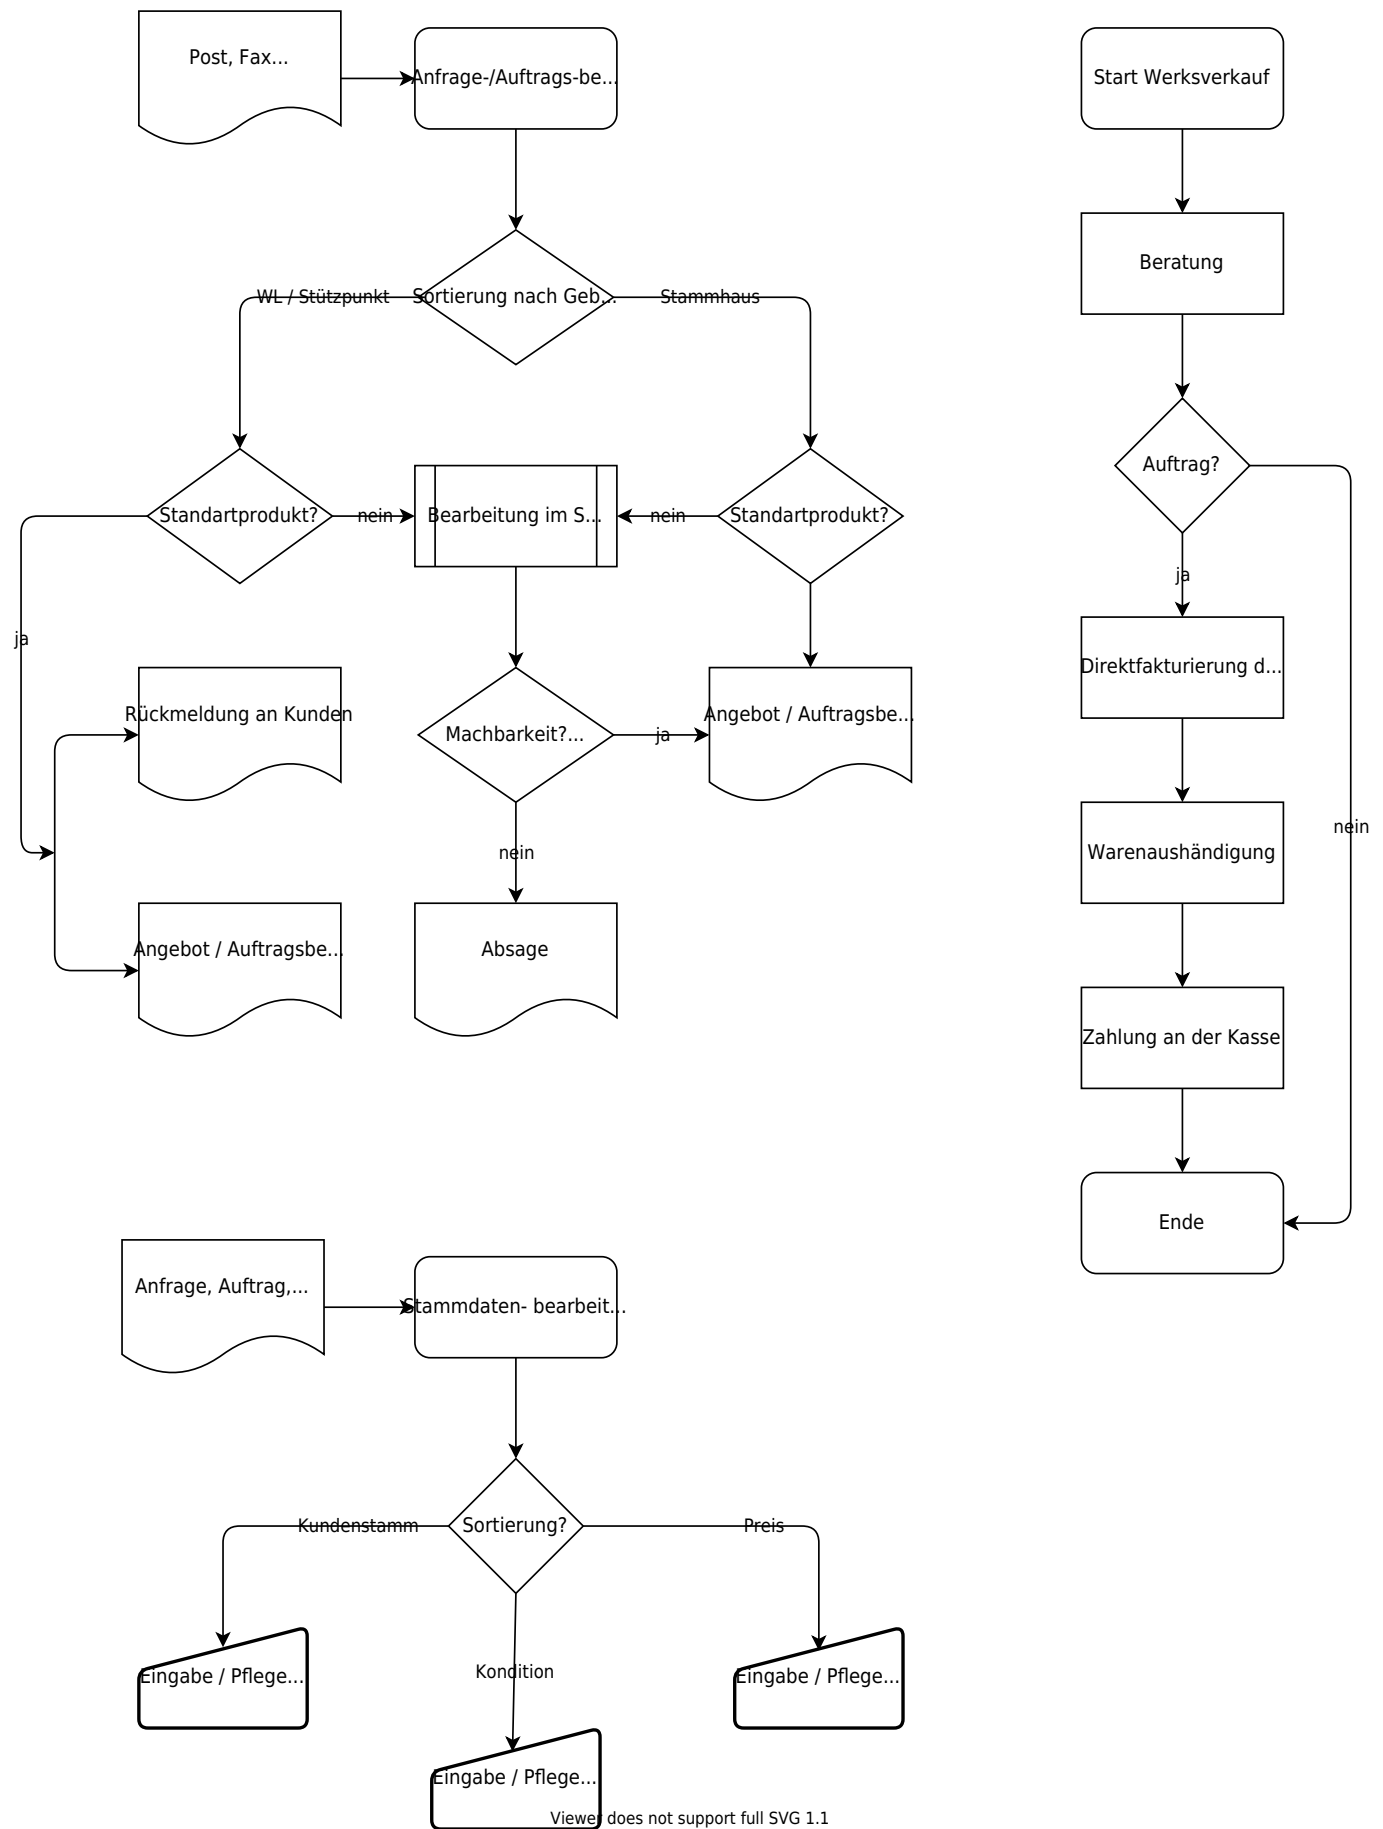 Post, Fax...
Anfrage-/Auftrags-be...
Sortierung nach Geb...
WL / Stützpunkt
Stammhaus
Standartprodukt?
nein
Bearbeitung im S...
nein
Standartprodukt?
ja
Rückmeldung an Kunden
Machbarkeit?...
ja
Angebot / Auftragsbe...
nein
Angebot / Auftragsbe...
Absage
Start Werksverkauf
Beratung
Auftrag?
ja
Direktfakturierung d...
nein
Warenaushändigung
Zahlung an der Kasse
Ende
Anfrage, Auftrag,...
Stammdaten- bearbeit...
Sortierung?
Kundenstamm
Preis
Kondition
Eingabe / Pflege...
Eingabe / Pflege...
Eingabe / Pflege...
Viewer does not support full SVG 1.1